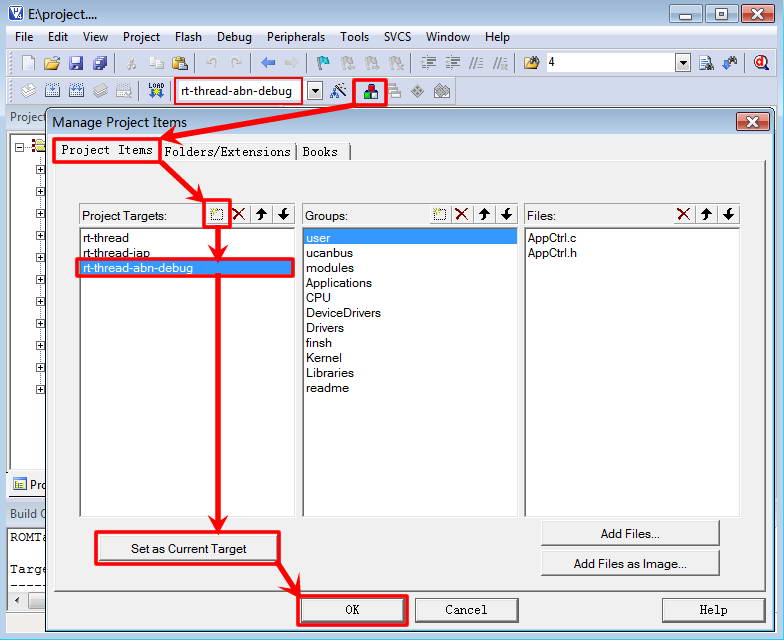 E\project....
File Edit View Project Flash Debug Peripherals Tools SVCS Window Help
4
LOAD
rt-thread-abn-debug
Projec
Manage Project Items
Project Items Folders/Extensions Books
Project Targets:
rt-thread
rt-thread-iap
rt-thread-abn-debug
Groups:
user
ucanbus
modules
Applications
CPU
DeviceDrivers
Drivers
finsh
Kernel
Libraries
readme
Files:
AppCtrl.c
AppCtrl.h
Set as Current Target
Add Files...
Add Files as Image...
OK Cancel Help
Pro
Build O
ROMTa
Targe
-----